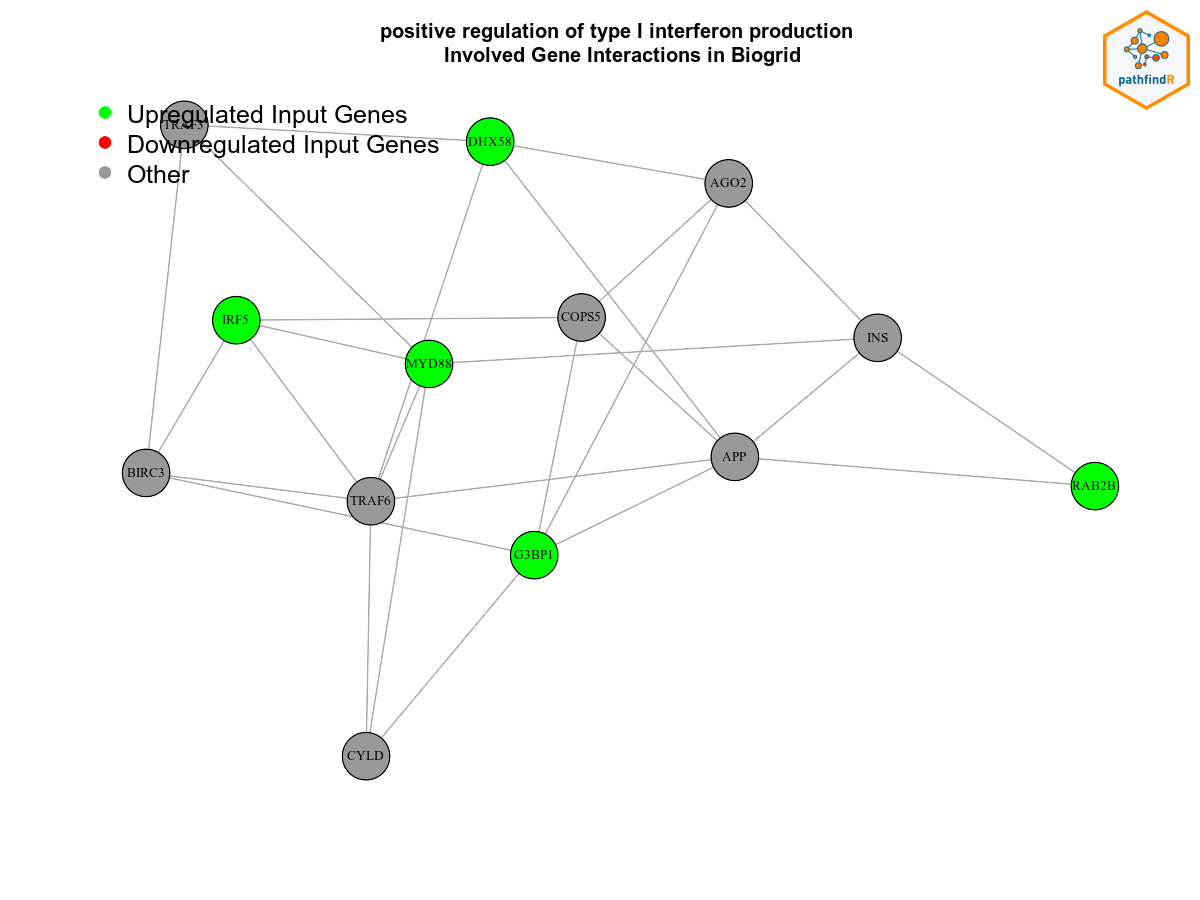 positive regulation of type I interferon production
Involved Gene Interactions in Biogrid
pathfindR
Upregulated Input Genes
TRAF3
Downregulated Input Genes
Other
DHX58
AGO2
IRF5
COPS5
INS
MYD88
BIRC3
APP
RAB2B
TRAF6
G3BP1
CYLD